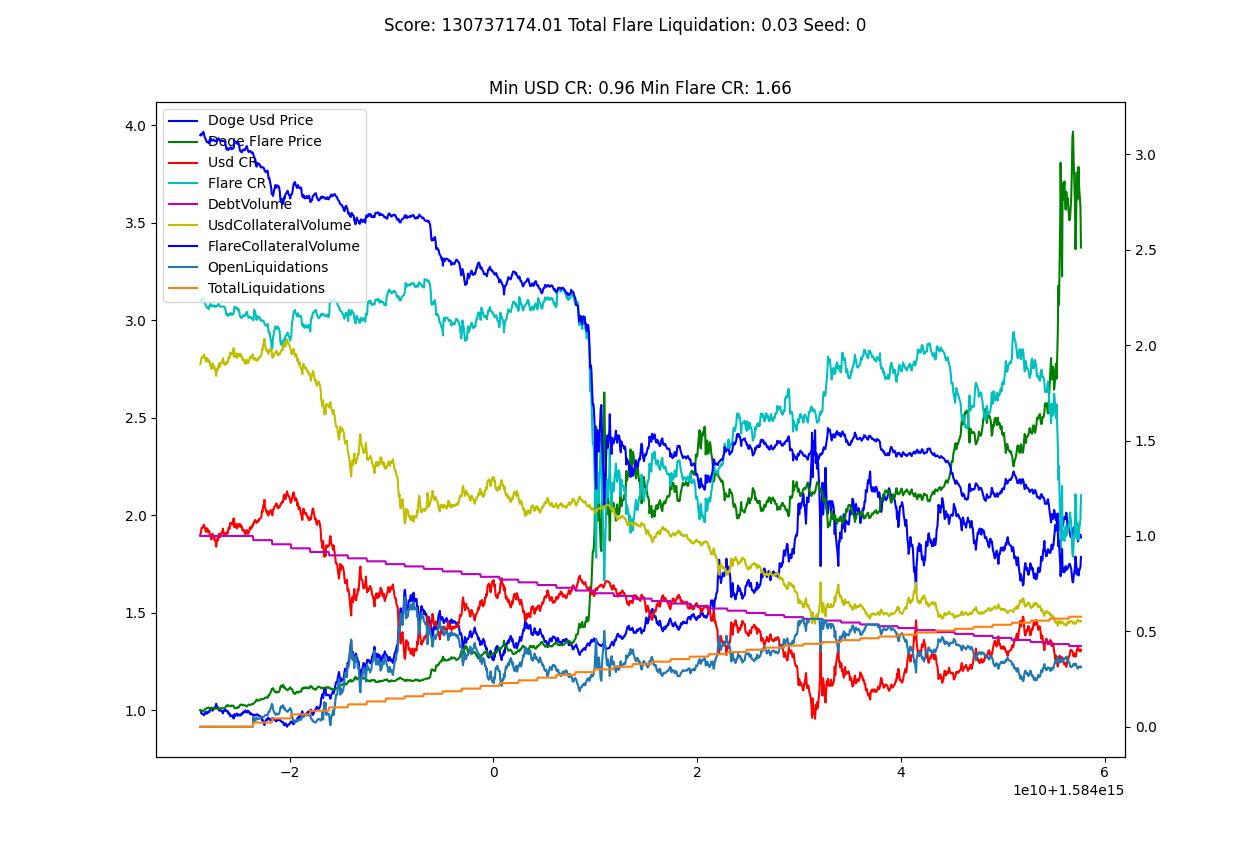 Score: 130737174.01 Total Flare Liquidation: 0.03 Seed: 0
Min USD CR: 0.96 Min Flare CR: 1.66
Doge Usd Price
Doge Flare Price
Usd CR
Flare CR
DebtVolume
UsdCollateralVolume
FlareCollateralVolume
OpenLiquidations
TotalLiquidations
4.0
3.5
3.0
2.5
2.0
1.5
1.0
3.0
2.5
2.0
1.5
1.0
0.5
0.0
−2
0
2
4
6
1e10+1.584e15